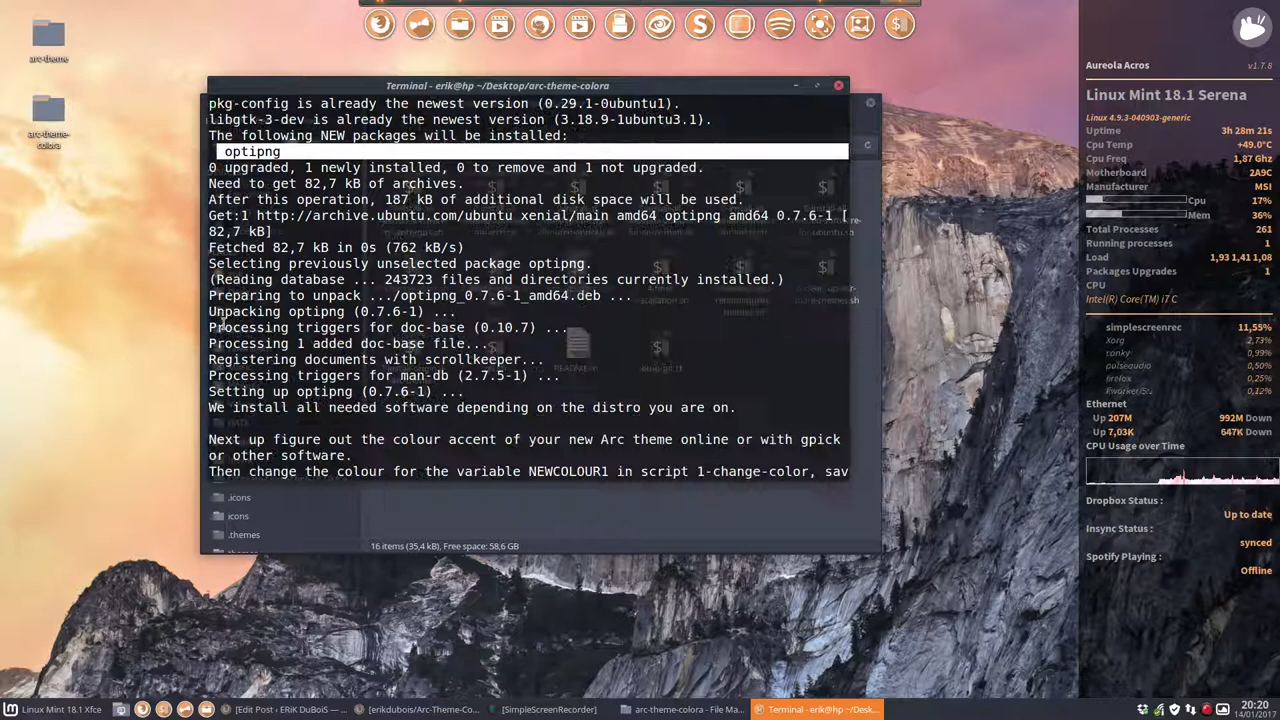 arc-theme
arc-theme-
colora
Terminal - erik@hp ~/Desktop/arc-theme-colora
pkg-config is already the newest version (0.29.1-0ubuntu1).
libgtk-3-dev is already the newest version (3.18.9-1ubuntu3.1).
The following NEW packages will be installed:
optipng
0 upgraded, 1 newly installed, 0 to remove and 1 not upgraded.
Need to get 82,7 kB of archives.
After this operation, 187 kB of additional disk space will be used.
Get:1 http://archive.ubuntu.com/ubuntu xenial/main amd64 optipng amd64 0.7.6-1 [
82,7 kB]
Fetched 82,7 kB in 0s (762 kB/s)
Selecting previously unselected package optipng.
(Reading database ... 243723 files and directories currently installed.)
Preparing to unpack .../optipng_0.7.6-1_amd64.deb ...
Unpacking optipng (0.7.6-1) ...
Processing triggers for doc-base (0.10.7) ...
Processing 1 added doc-base file...
Registering documents with scrollkeeper...
Processing triggers for man-db (2.7.5-1) ...
Setting up optipng (0.7.6-1) ...
We install all needed software depending on the distro you are on.
Next up figure out the colour accent of your new Arc theme online or with gpick
or other software.
Then change the colour for the variable NEWCOLOUR1 in script 1-change-color, sav
.icons
icons
.themes
16 items (35,4 kB), Free space: 58,6 GB
Aureola Acros v1.7.8
Linux Mint 18.1 Serena
Linux 4.9.3-040903-generic
Uptime 3h 28m 21s
Cpu Temp +49.0°C
Cpu Freq 1,87 Ghz
Motherboard 2A9C
Manufacturer MSI
Cpu 17%
Mem 36%
Total Processes 261
Running processes 1
Load 1,93 1,41 1,08
Packages Upgrades 1
CPU
Intel(R) Core(TM) i7 C
simplescreenrec 11,55%
Xorg 2,73%
conky 0,99%
pulseaudio 0,50%
firefox 0,25%
0,12%
Ethernet
Up 207M 992M Down
Up 7,03K 647K Down
CPU Usage over Time
Dropbox Status :
Up to date
Insync Status :
synced
Spotify Playing :
Offline
Linux Mint 18.1 Xfce
[Edit Post ‹ ERiK DuBoiS — ...
[erikdubois/Arc-Theme-Co...
[SimpleScreenRecorder]
arc-theme-colora - File Ma...
Terminal - erik@hp ~/Desk...
20:20
14/01/2017